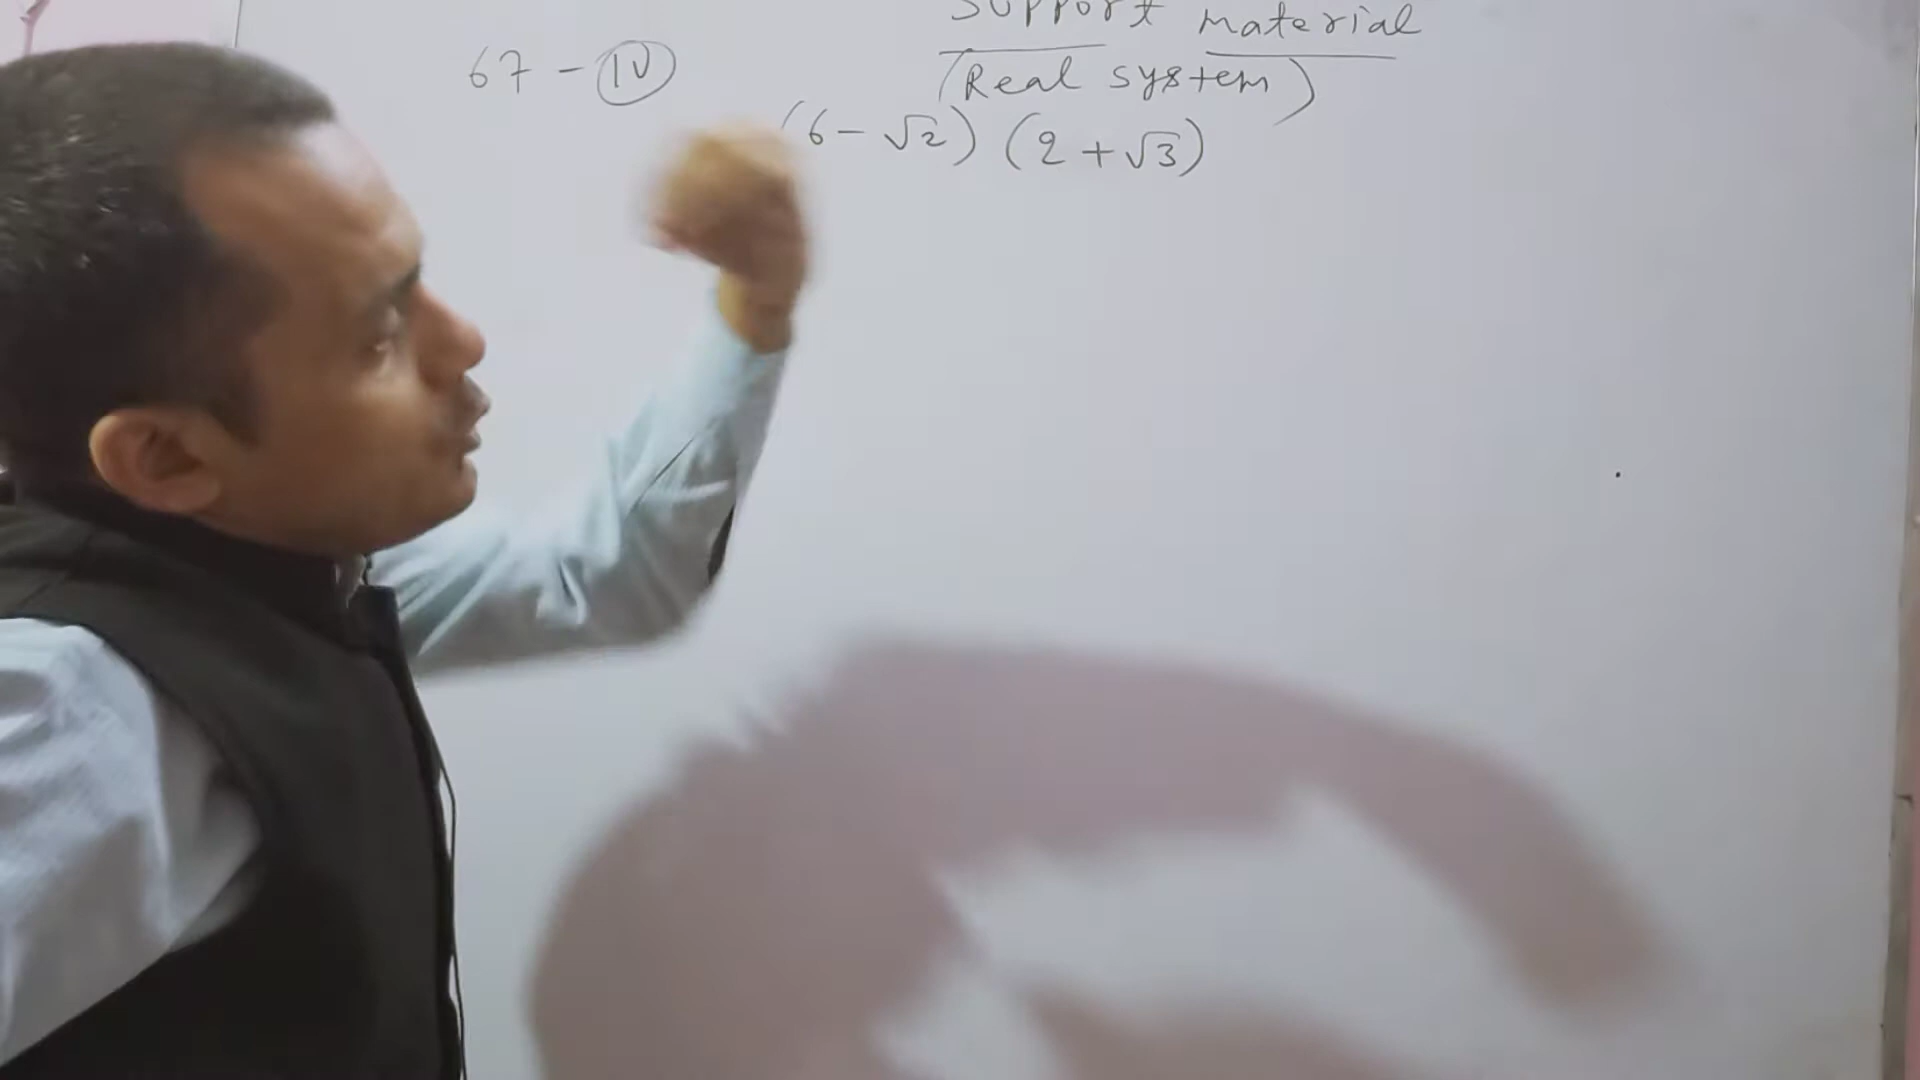 Support material
(Real system)
67 - IV
(6 - √2) (2 + √3)